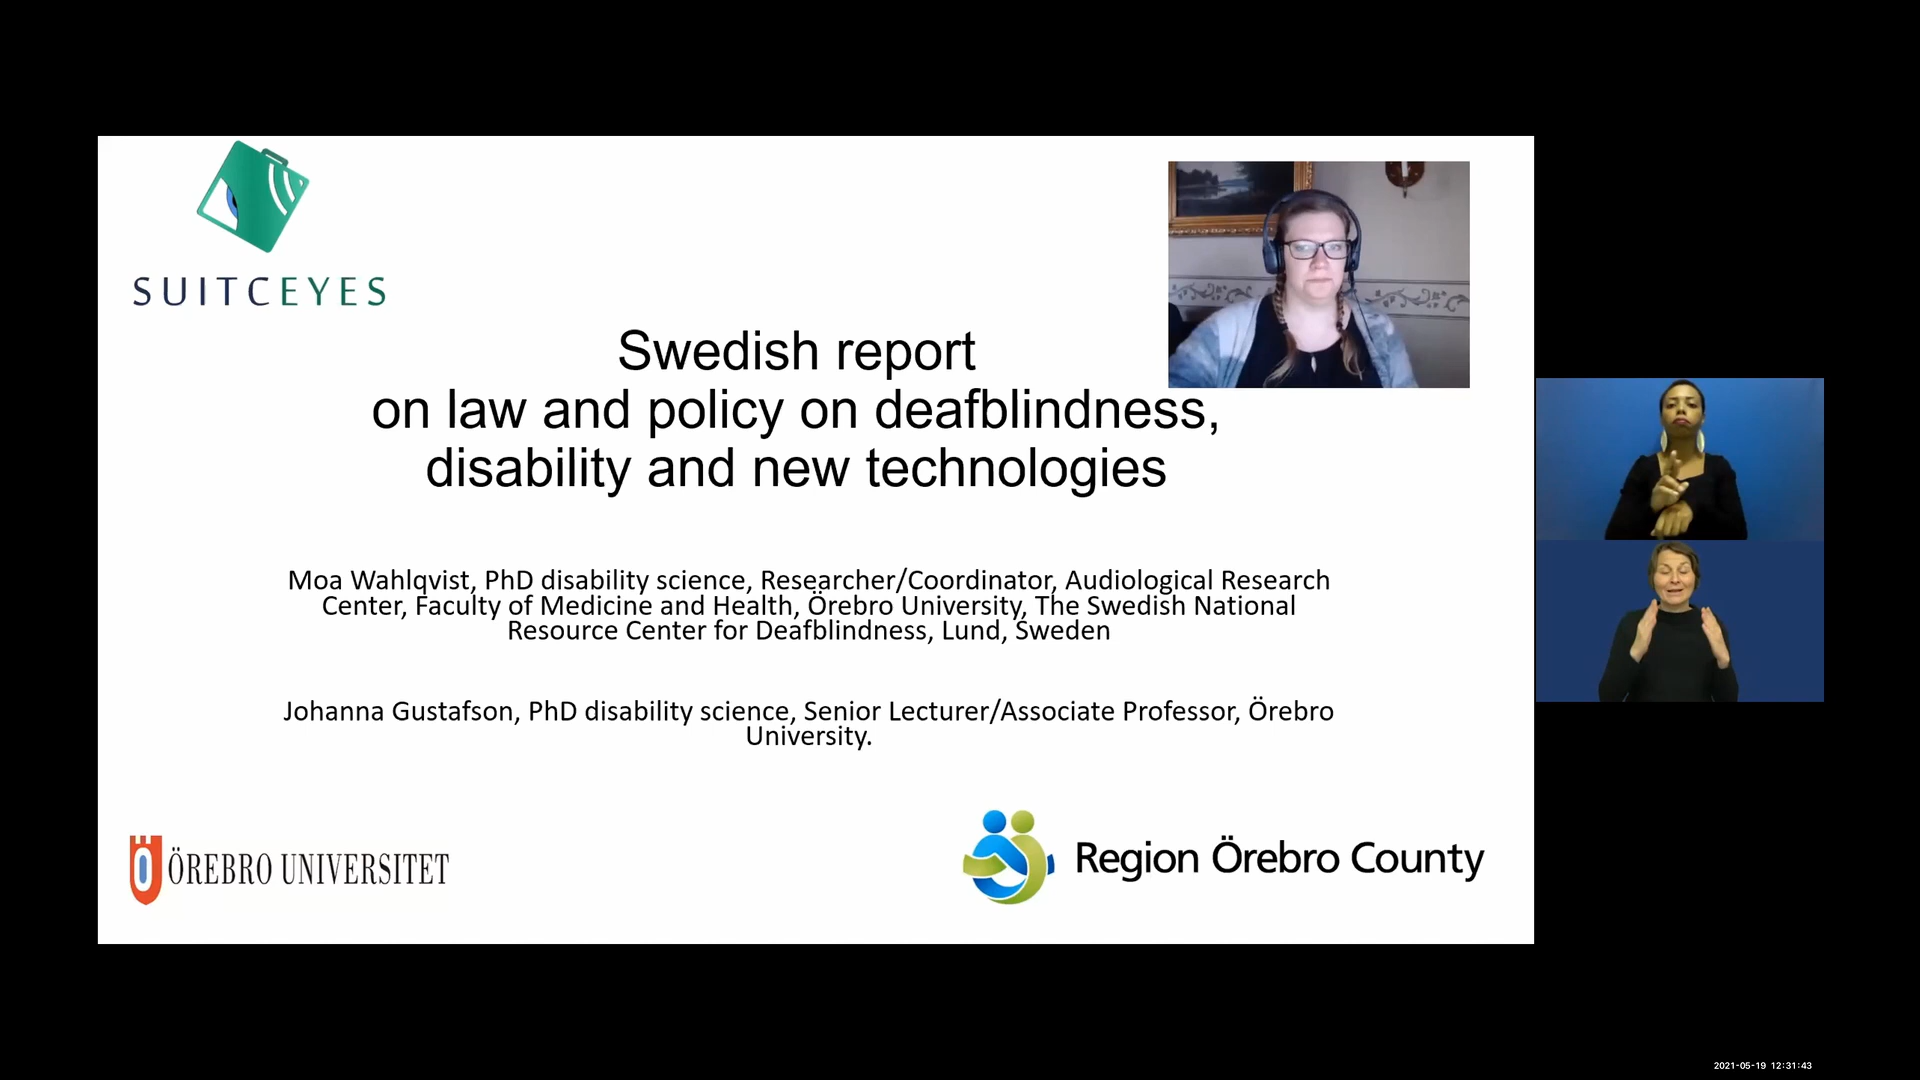 SUITCEYES
Swedish report
on law and policy on deafblindness,
disability and new technologies
Moa Wahlqvist, PhD disability science, Researcher/Coordinator, Audiological Research
Center, Faculty of Medicine and Health, Örebro University, The Swedish National
Resource Center for Deafblindness, Lund, Sweden
Johanna Gustafson, PhD disability science, Senior Lecturer/Associate Professor, Örebro
University.
ÖREBRO UNIVERSITET
Region Örebro County
2021-05-19 12:31:43